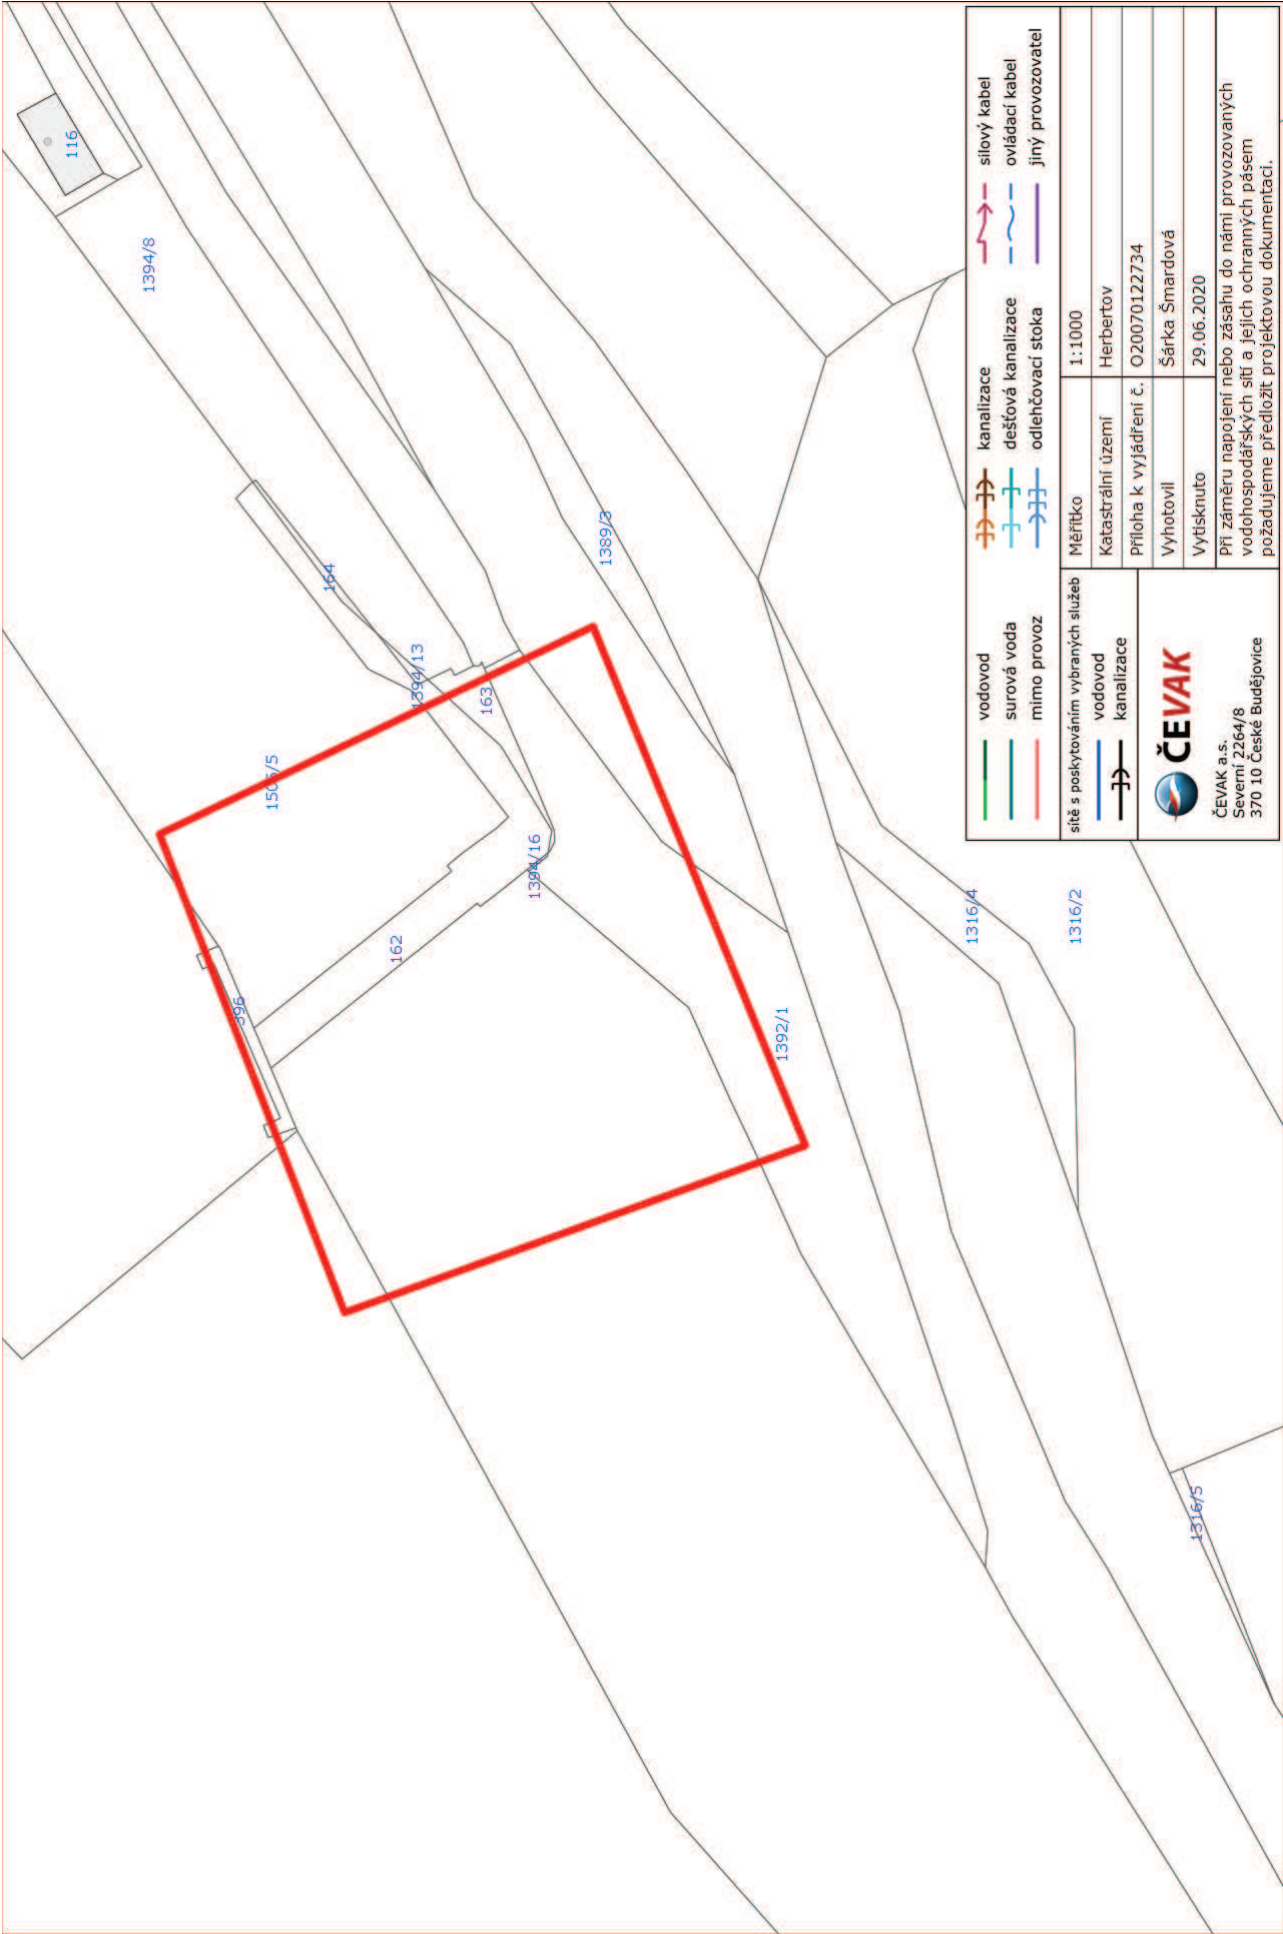 116
1394/8
164
1394/13
163
1389/3
1505/5
1394/16
162
396
1392/1
1316/4
1316/2
1316/5
vodovod
surová voda
mimo provoz
kanalizace
dešťová kanalizace
odlehčovací stoka
silový kabel
ovládací kabel
jiný provozovatel
sítě s poskytováním vybraných služeb
vodovod
kanalizace
ČEVAK
ČEVAK a.s.
Severní 2264/8
370 10 České Budějovice
Měřítko 1:1000
Katastrální území Herbertov
Příloha k vyjádření č. O20070122734
Vyhotovil Šárka Šmardová
Vytisknuto 29.06.2020
Při záměru napojení nebo zásahu do námi provozovaných
vodohospodářských sítí a jejich ochranných pásem
požadujeme předložit projektovou dokumentaci.